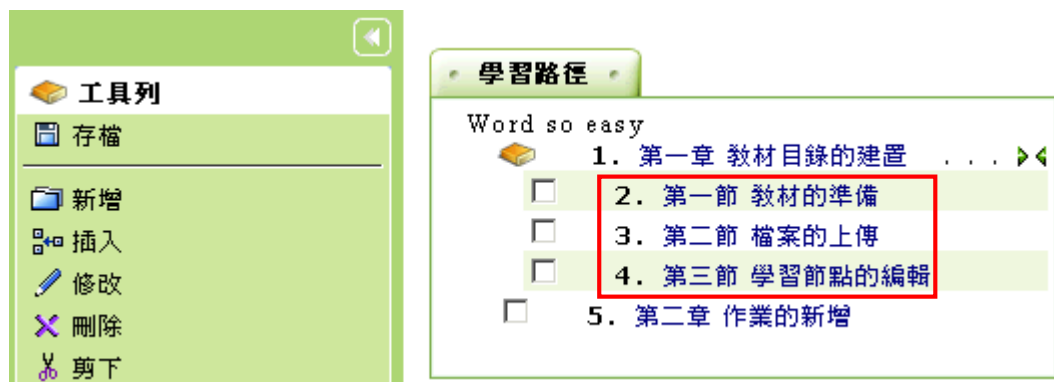 工具列
存檔
新增
插入
修改
刪除
剪下
學習路徑
Word so easy
1. 第一章 教材目錄的建置 . . .
2. 第一節 教材的準備
3. 第二節 檔案的上傳
4. 第三節 學習節點的編輯
5. 第二章 作業的新增